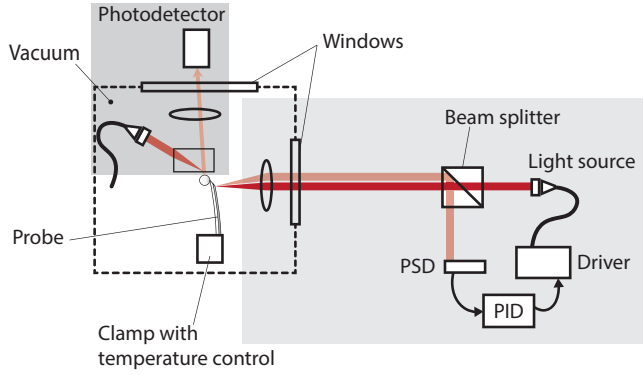 Photodetector
Windows
Vacuum
Beam splitter
Light source
Probe
PSD
Driver
PID
Clamp with
temperature control